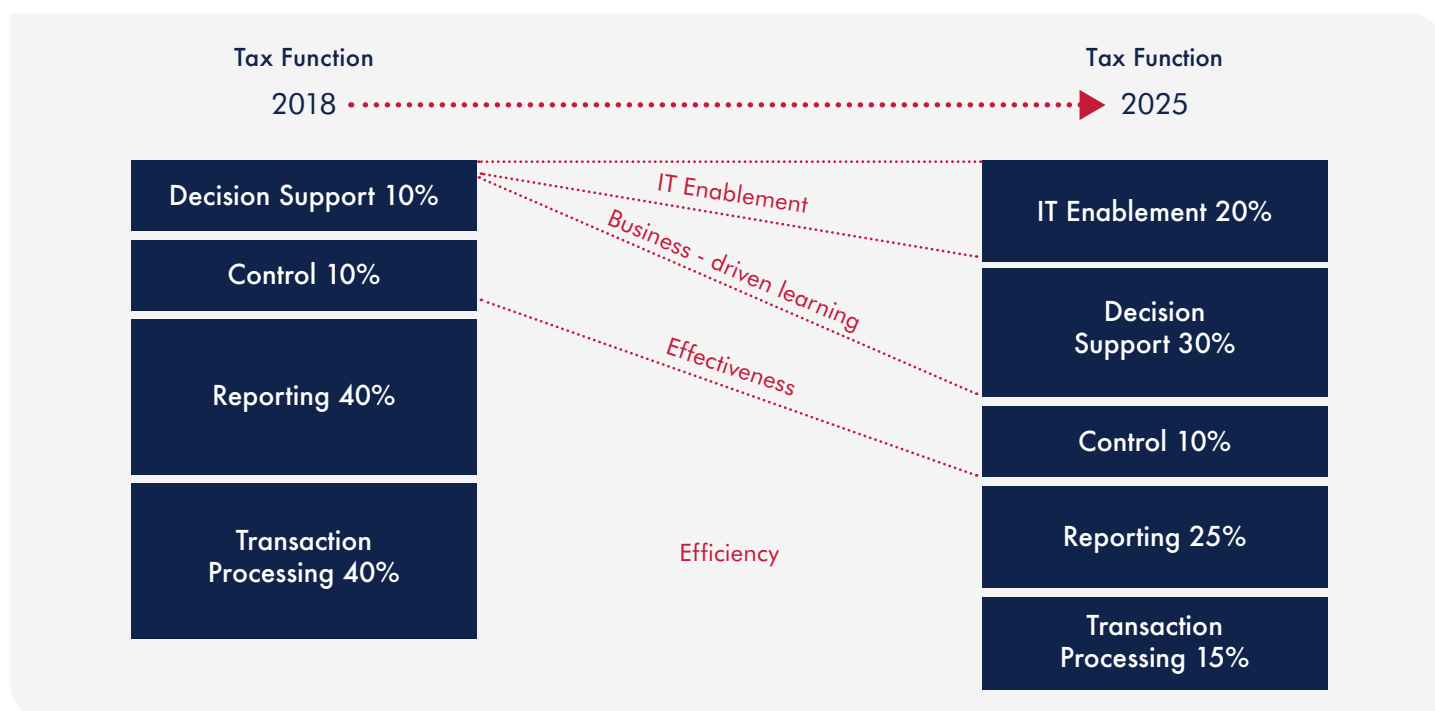 Tax Function
2018
Tax Function
2025
Decision Support 10%
Control 10%
Reporting 40%
Transaction
Processing 40%
IT Enablement
Business - driven learning
Effectiveness
Efficiency
IT Enablement 20%
Decision
Support 30%
Control 10%
Reporting 25%
Transaction
Processing 15%